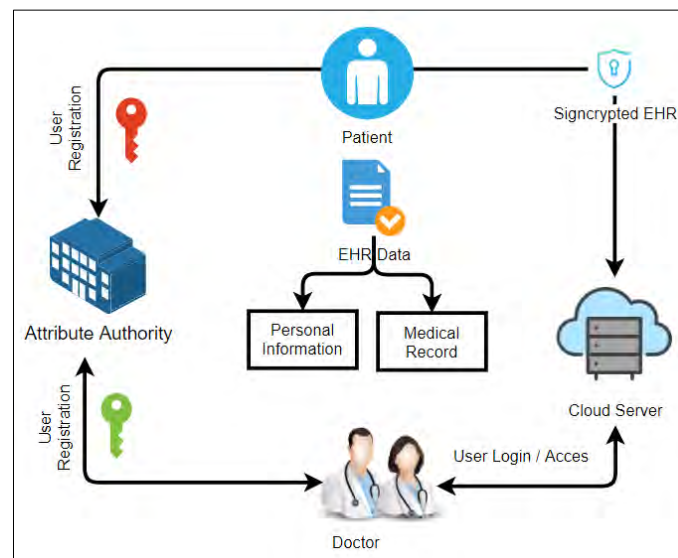 User
Registration
Patient
Signcrypted EHR
EHR Data
Attribute Authority
Personal
Information
Medical
Record
Cloud Server
User
Registration
User Login / Acces
Doctor